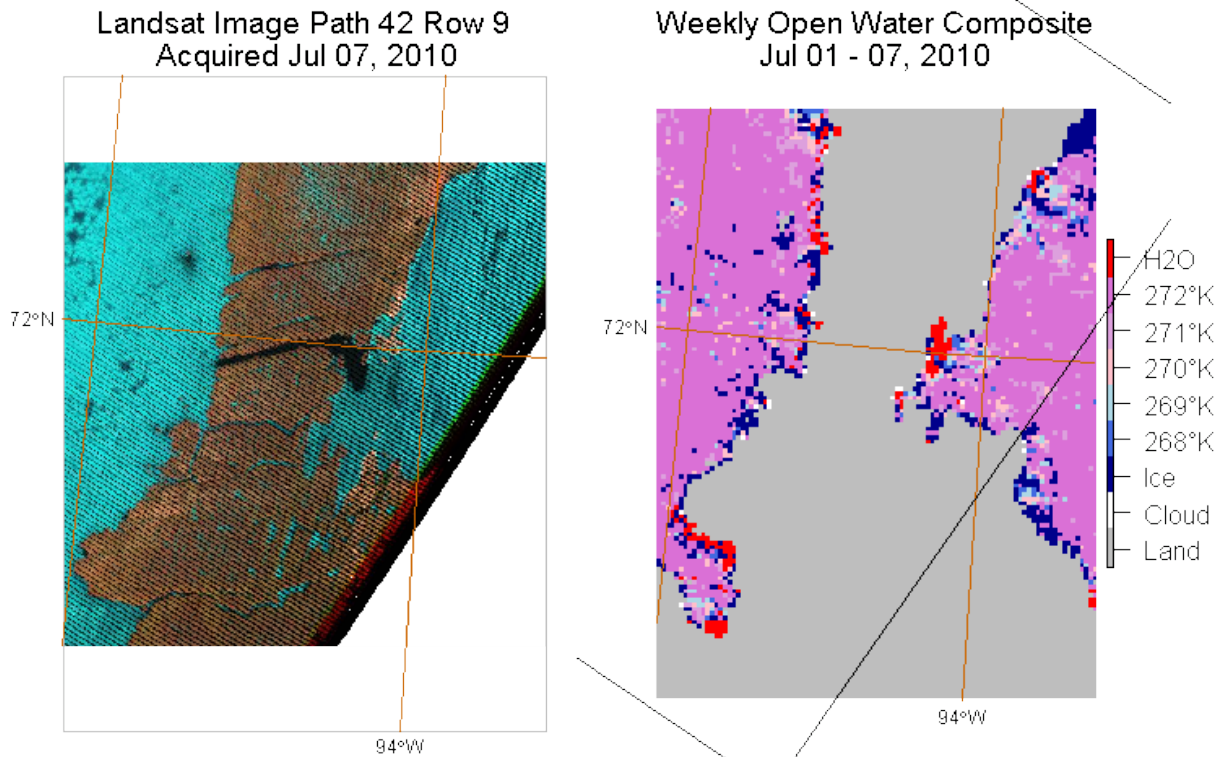 Landsat Image Path 42 Row 9
Acquired Jul 07, 2010
72°N
94°W
Weekly Open Water Composite
Jul 01 - 07, 2010
72°N
94°W
H2O
272°K
271°K
270°K
269°K
268°K
Ice
Cloud
Land